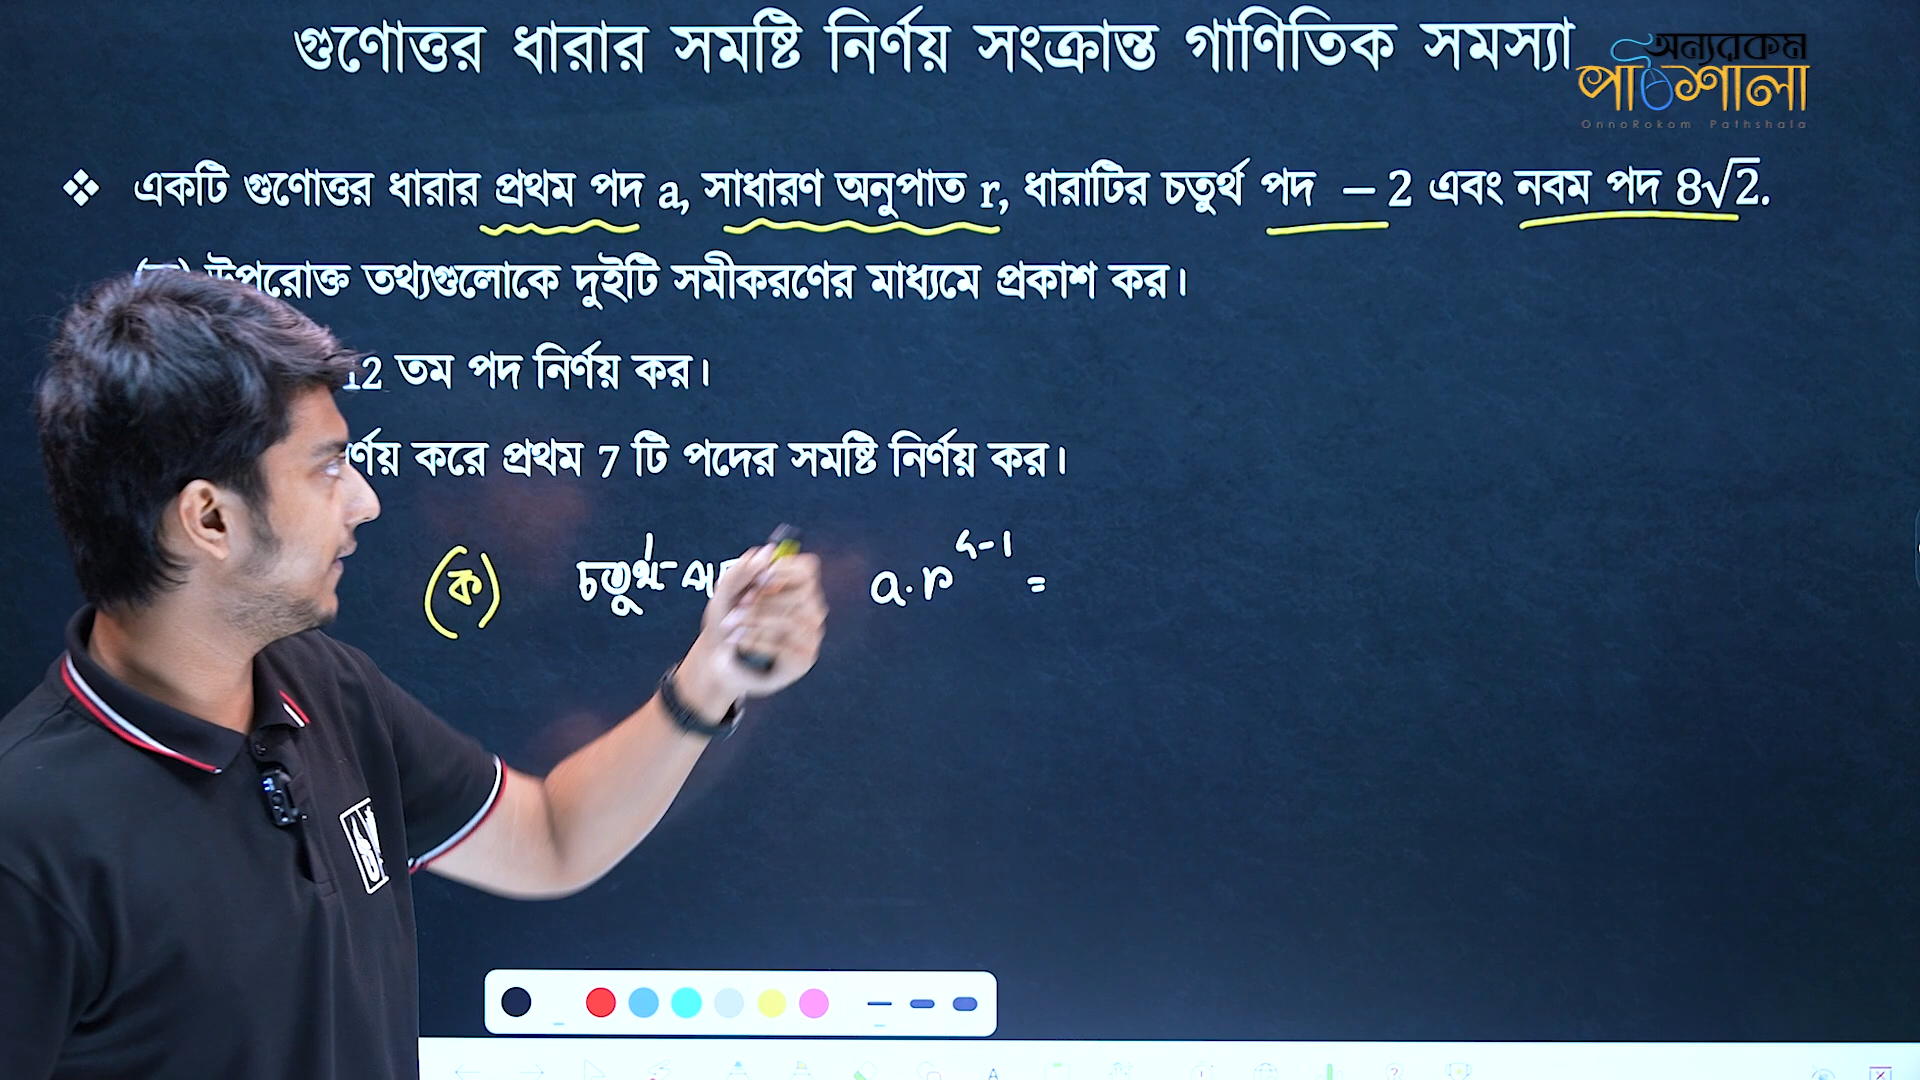 গুণোত্তর ধারার সমষ্টি নির্ণয় সংক্রান্ত গাণিতিক সমস্যা
অন্যরকম
পাঠশালা
OnnoRokom Pathshala
❖ একটি গুণোত্তর ধারার প্রথম পদ a, সাধারণ অনুপাত r, ধারাটির চতুর্থ পদ – 2 এবং নবম পদ 8√2.
উপরোক্ত তথ্যগুলোকে দুইটি সমীকরণের মাধ্যমে প্রকাশ কর।
12 তম পদ নির্ণয় কর।
করে প্রথম 7 টি পদের সমষ্টি নির্ণয় কর।
(ক) চতুর্থ a.r^4-1 =